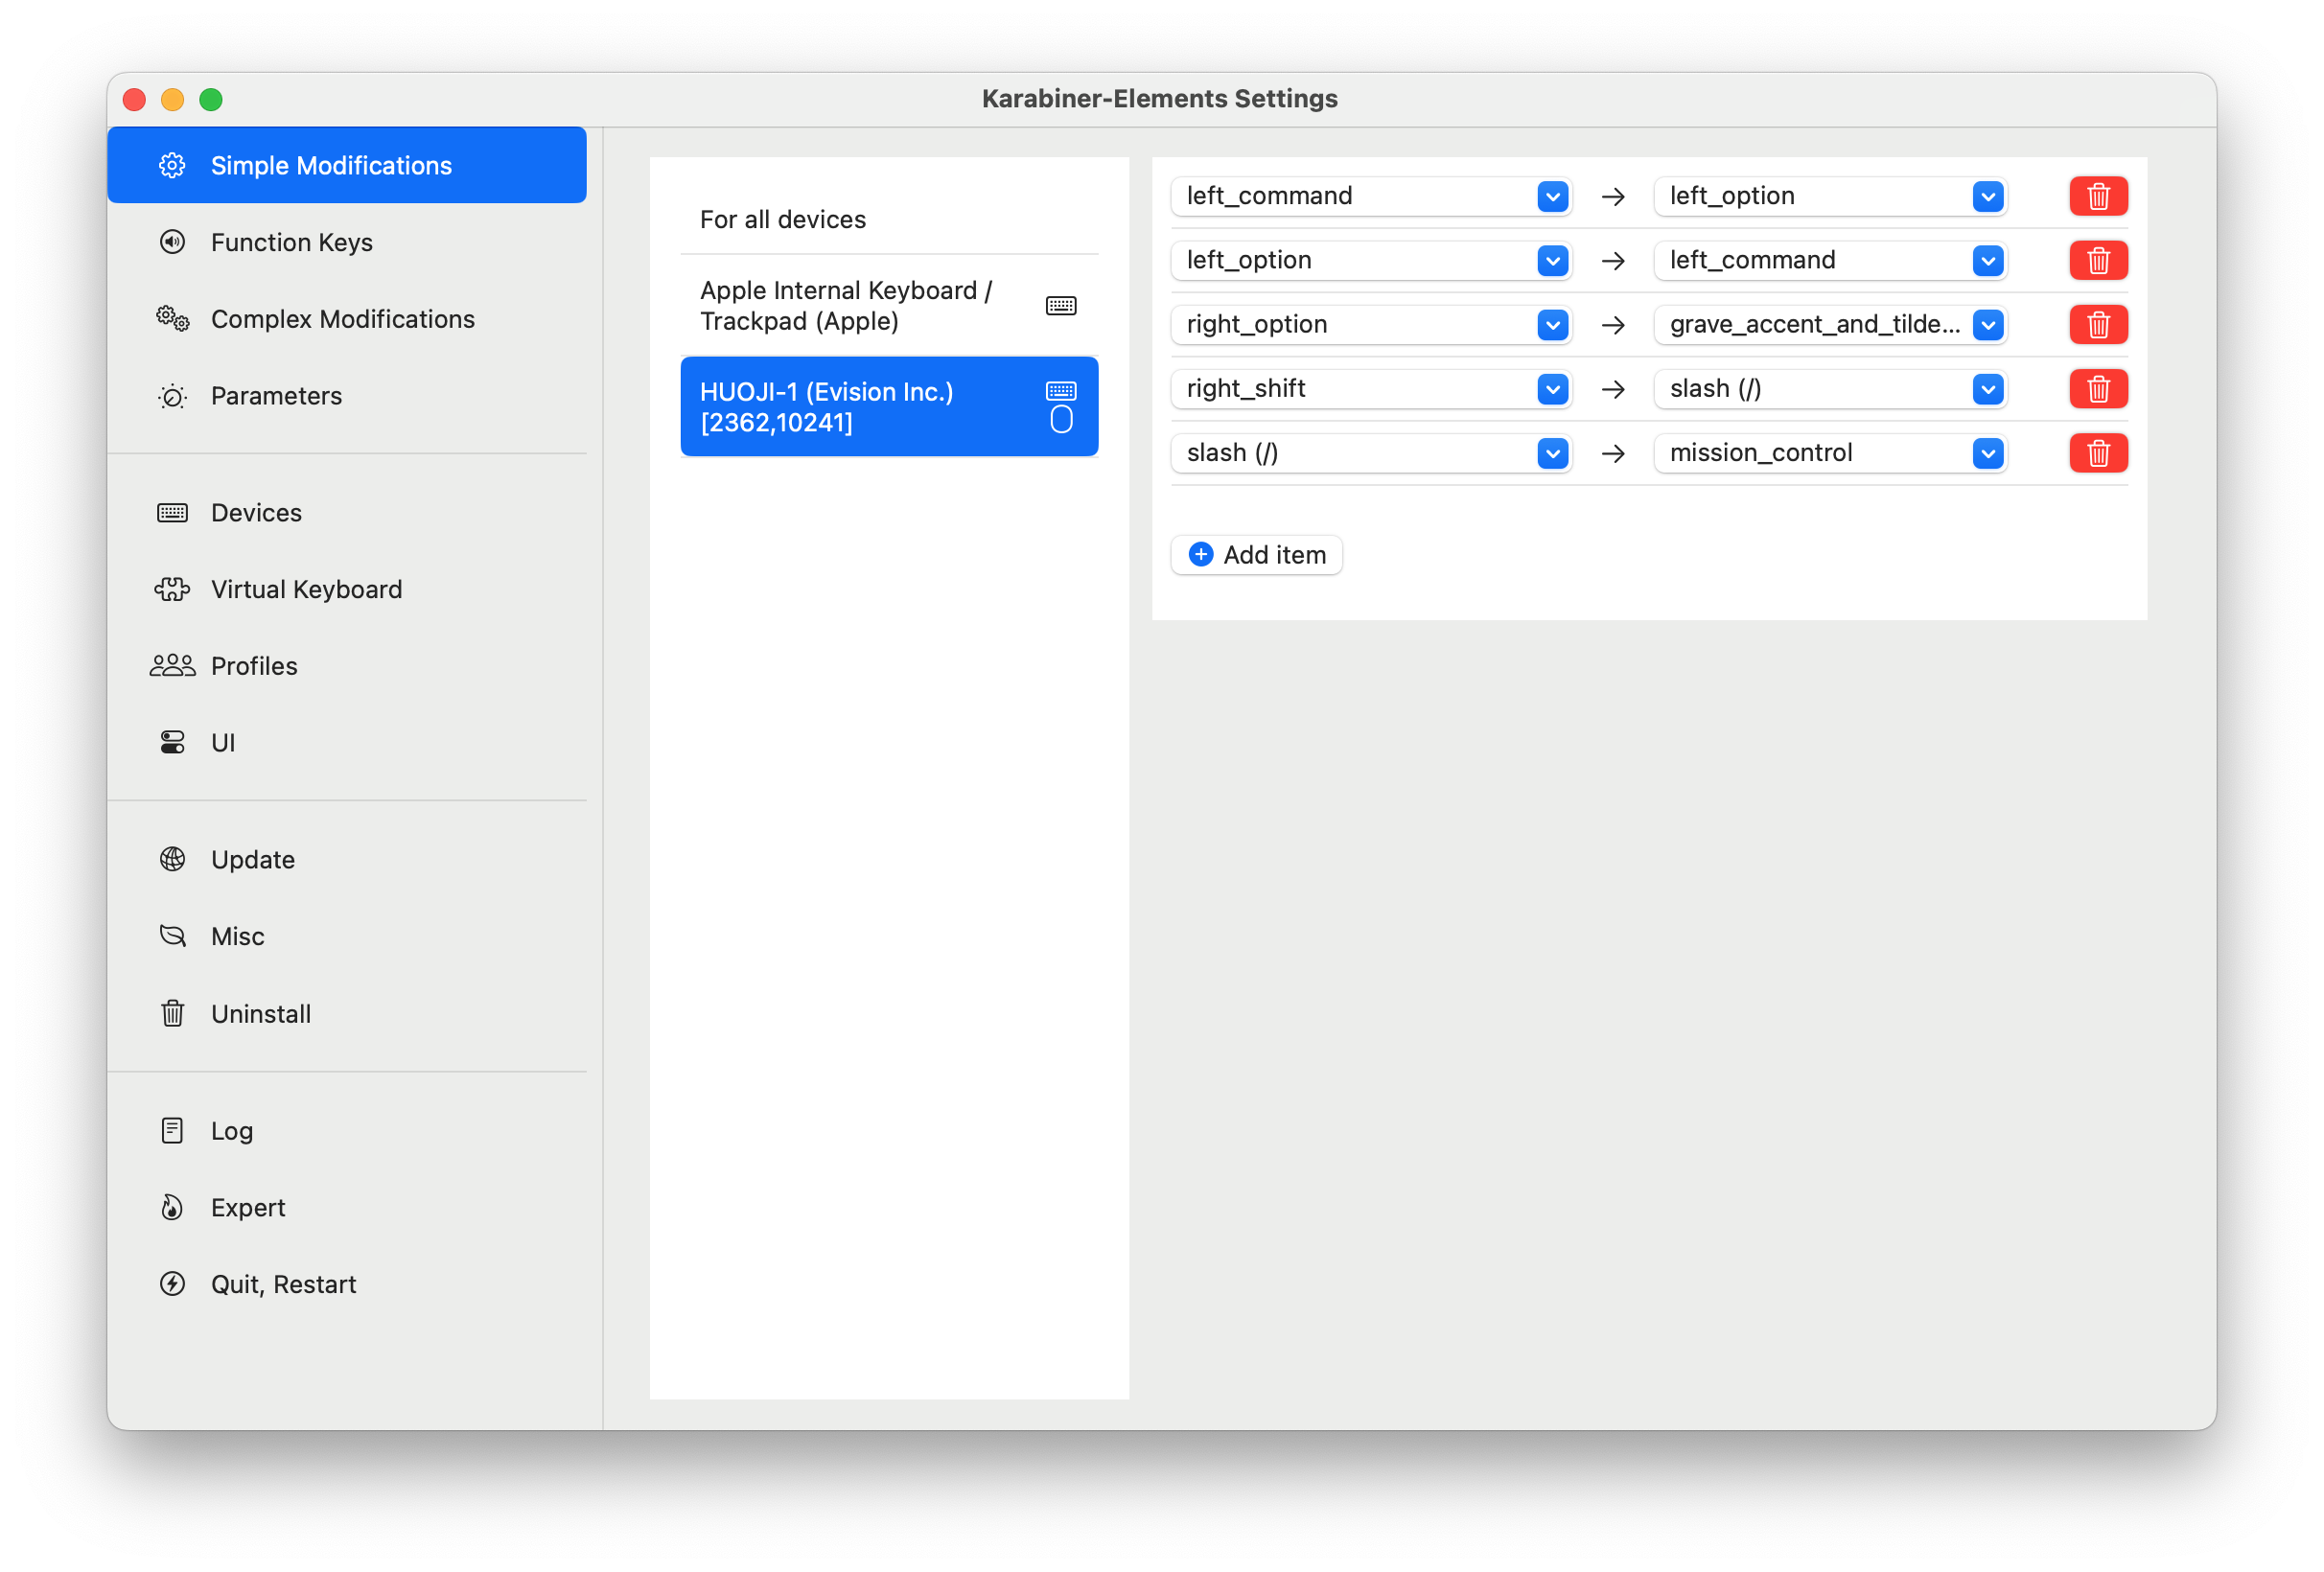 Karabiner-Elements Settings
Simple Modifications
Function Keys
Complex Modifications
Parameters
Devices
Virtual Keyboard
Profiles
UI
Update
Misc
Uninstall
Log
Expert
Quit, Restart
For all devices
Apple Internal Keyboard /
Trackpad (Apple)
HUOJI-1 (Evision Inc.)
[2362,10241]
left_command → left_option
left_option → left_command
right_option → grave_accent_and_tilde...
right_shift → slash (/)
slash (/) → mission_control
Add item